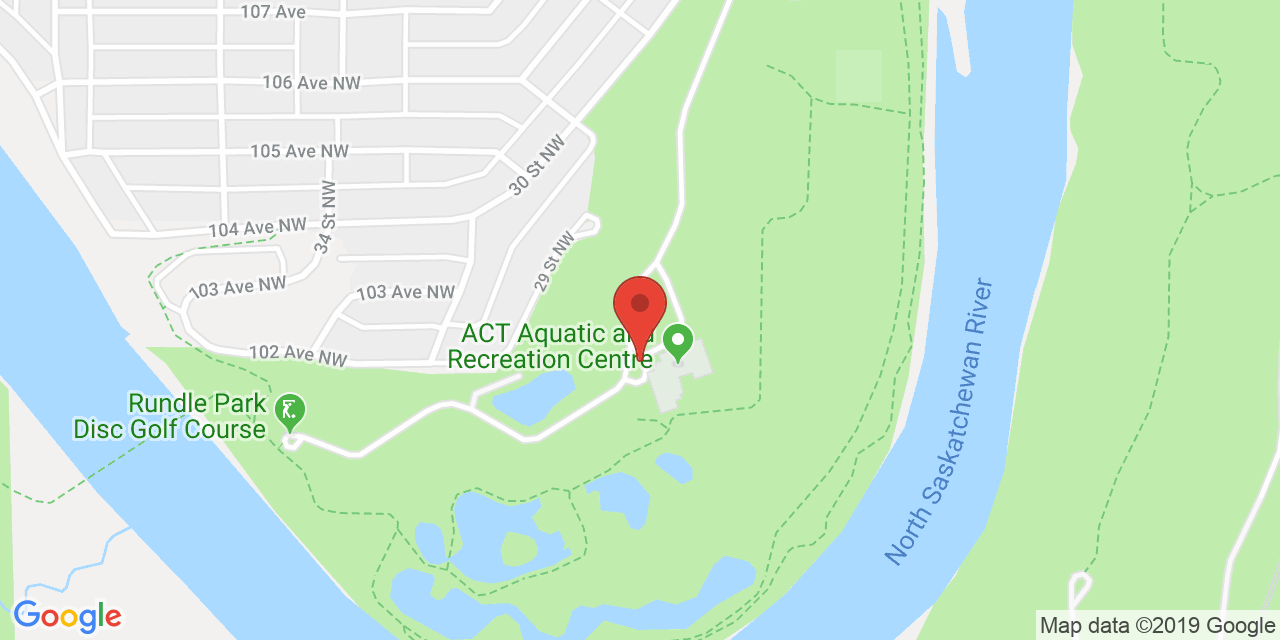 107 Ave
106 Ave NW
105 Ave NW
30 St NW
34 St NW
104 Ave NW
29 St NW
103 Ave NW
103 Ave NW
102 Ave NW
ACT Aquatic and
Recreation Centre
Rundle Park
Disc Golf Course
North Saskatchewan River
Google
Map data ©2019 Google